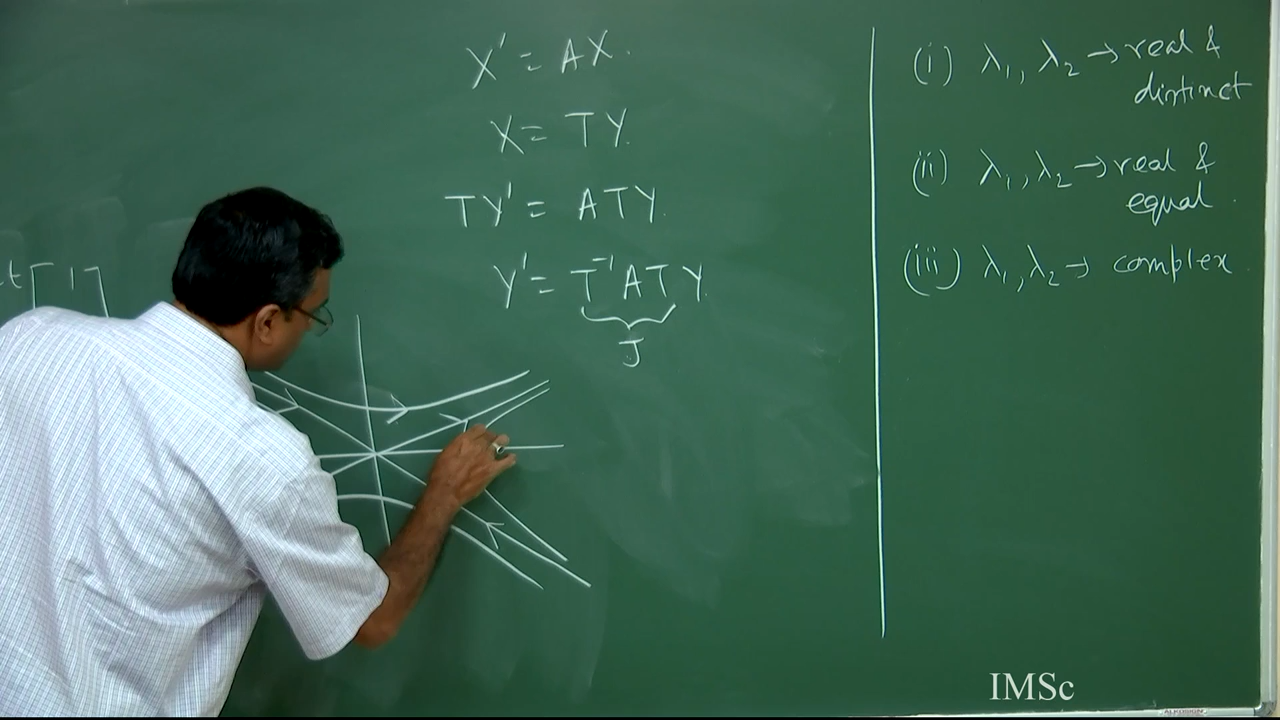 X' = AX.
X = TY.
TY' = ATY.
Y' = T⁻¹ATY.
J
t[1]
(i) λ₁, λ₂ → real &
distinct
(ii) λ₁, λ₂ → real &
equal.
(iii) λ₁, λ₂ → complex.
IMSc